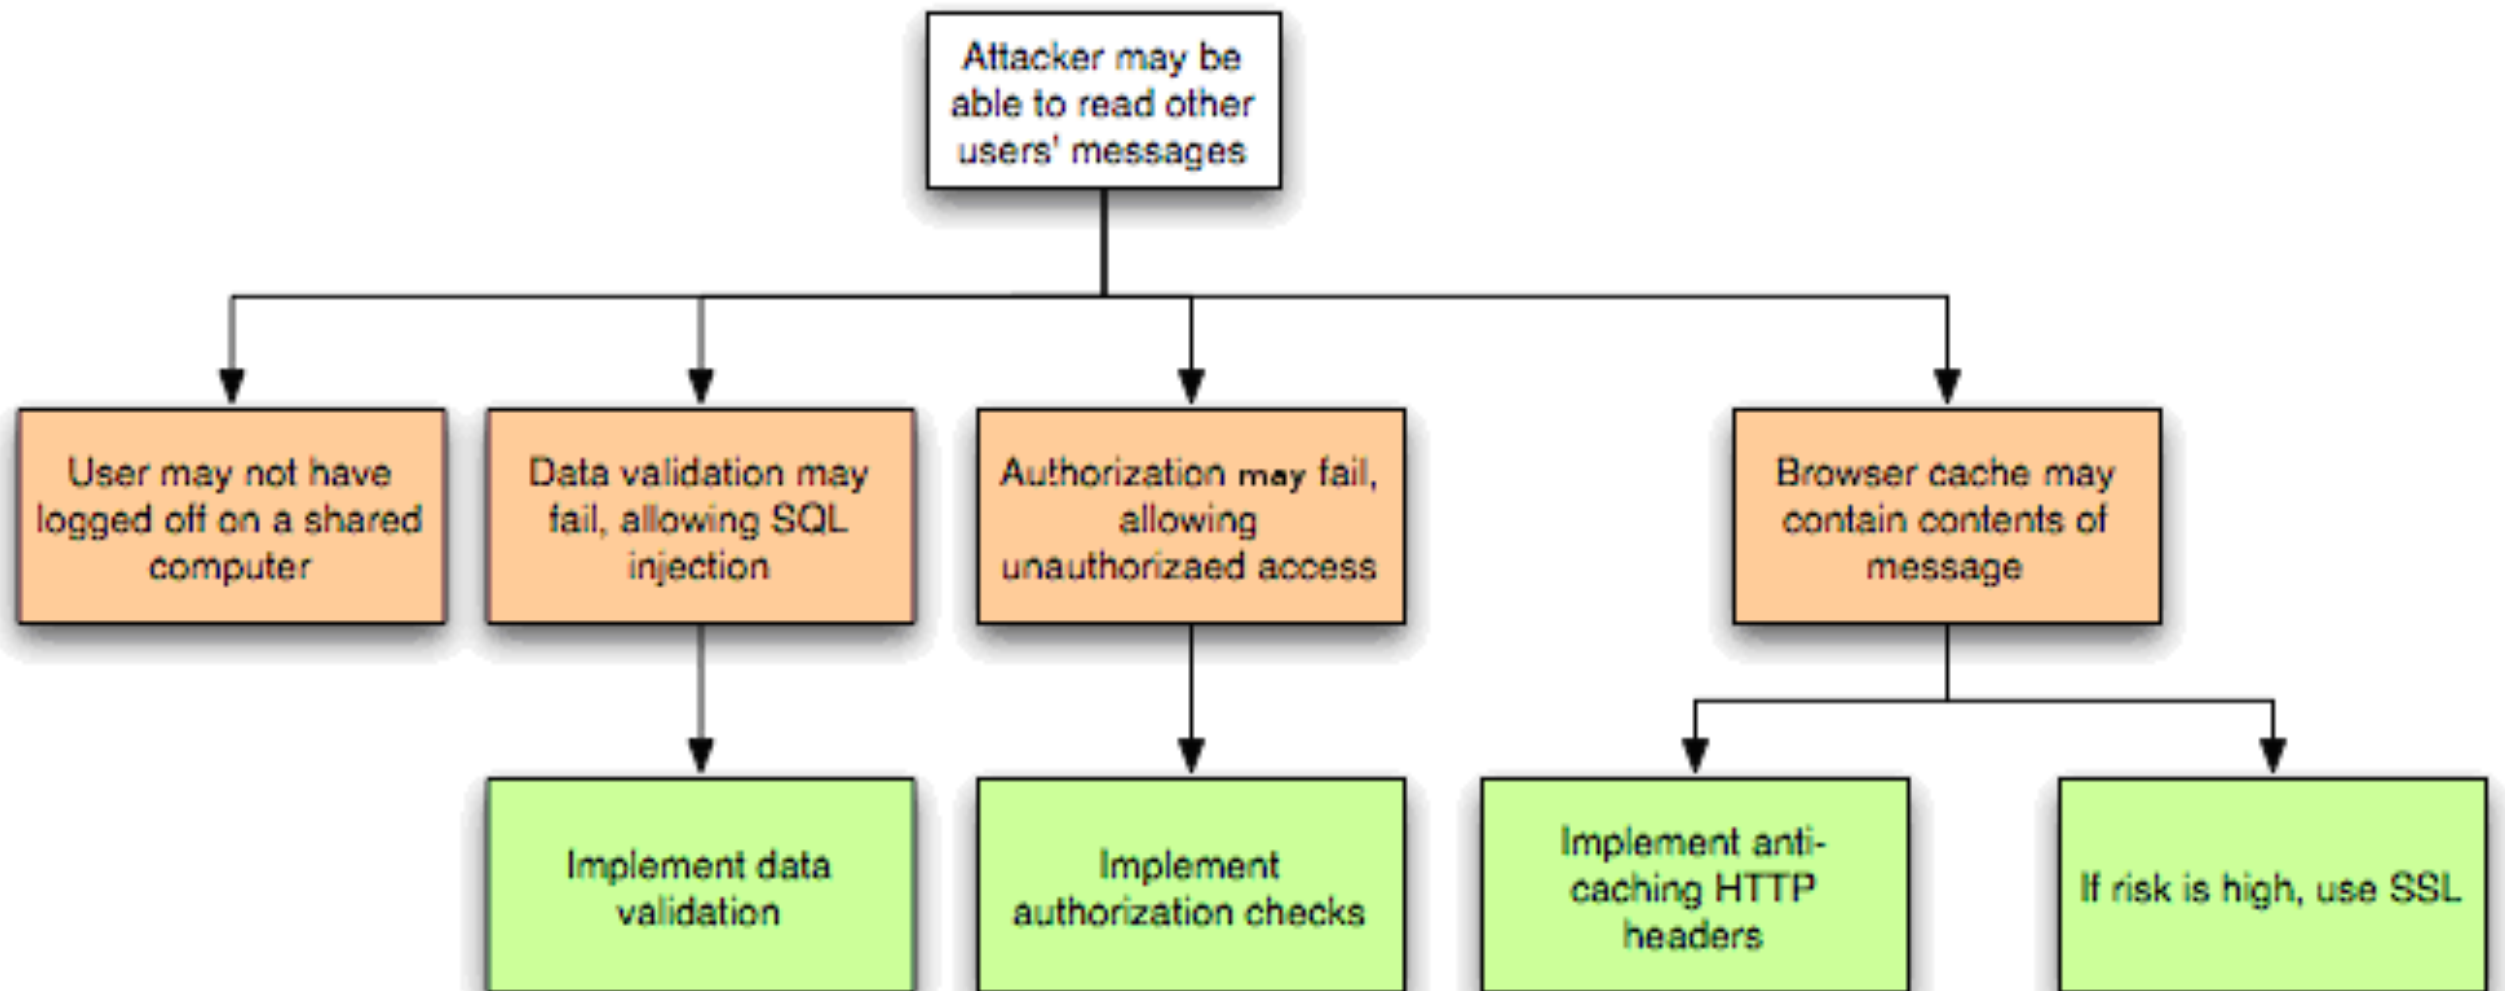 Attacker may be
able to read other
users' messages
User may not have
logged off on a shared
computer
Data validation may
fail, allowing SQL
injection
Authorization may fail,
allowing
unauthorizaed access
Browser cache may
contain contents of
message
Implement data
validation
Implement
authorization checks
Implement anti-
caching HTTP
headers
If risk is high, use SSL